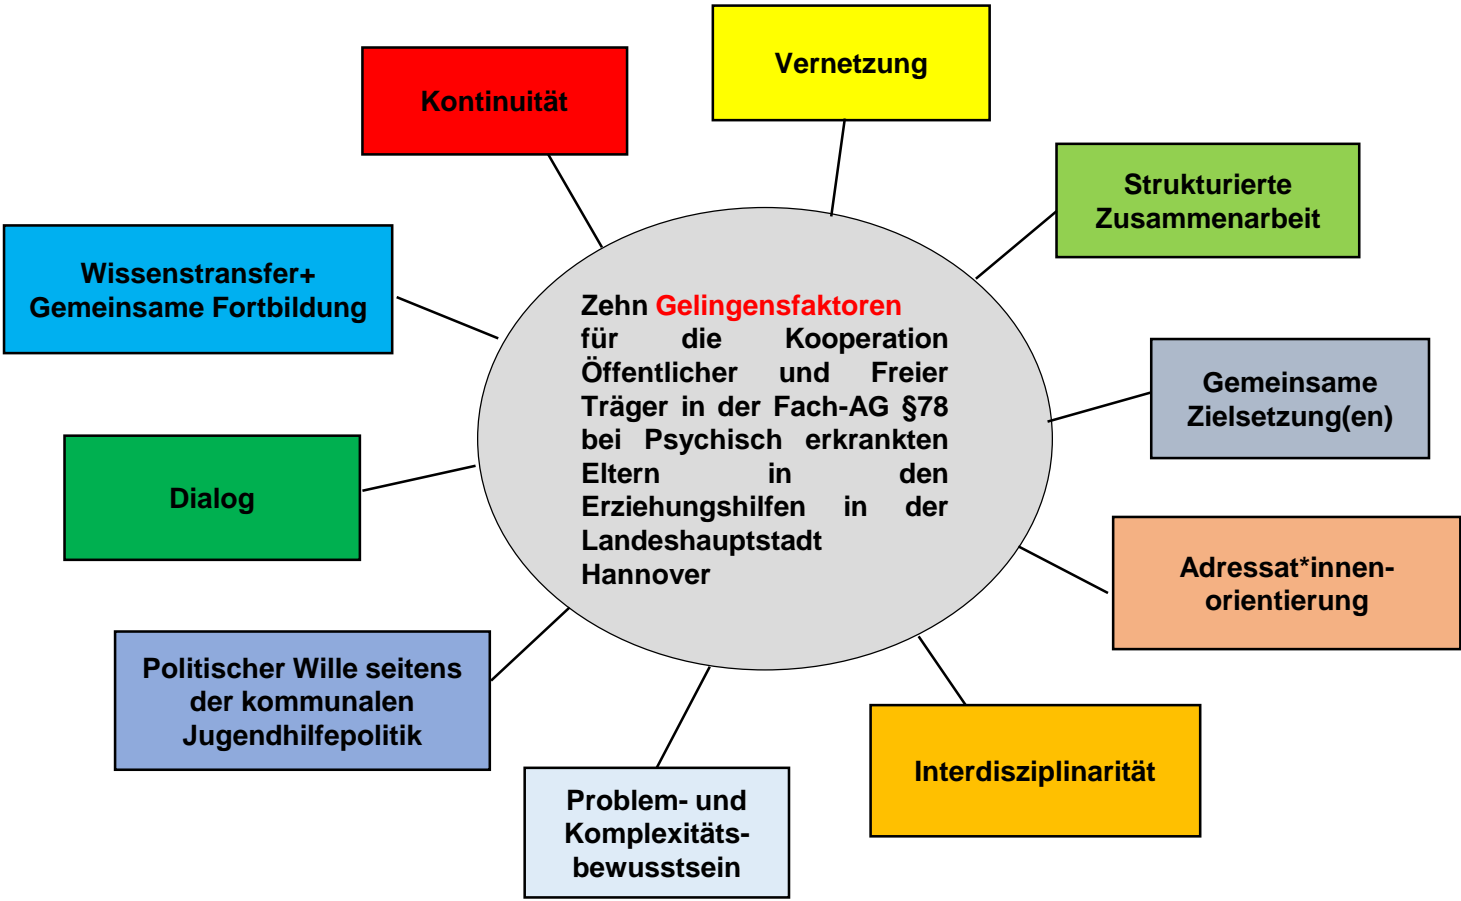 Vernetzung
Kontinuität
Strukturierte
Zusammenarbeit
Wissenstransfer+
Gemeinsame Fortbildung
Zehn Gelingensfaktoren
für die Kooperation
Öffentlicher und Freier
Träger in der Fach-AG §78
bei Psychisch erkrankten
Eltern in den
Erziehungshilfen in der
Landeshauptstadt
Hannover
Gemeinsame
Zielsetzung(en)
Dialog
Adressat*innen-
orientierung
Politischer Wille seitens
der kommunalen
Jugendhilfepolitik
Interdisziplinarität
Problem- und
Komplexitäts-
bewusstsein